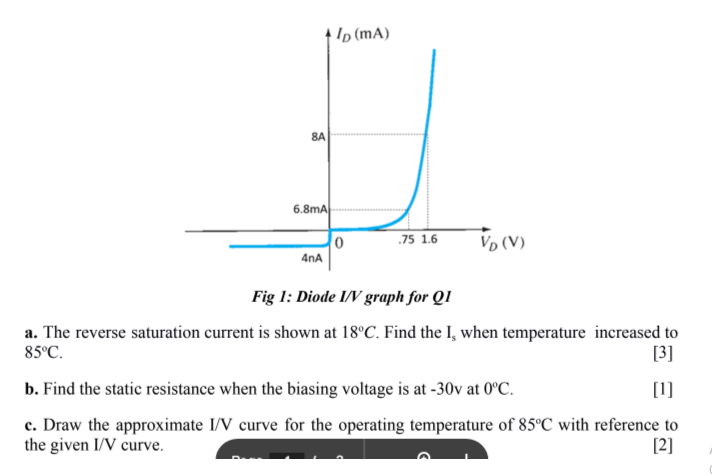 I_D (mA)
8A
6.8mA
0
.75 1.6
V_D (V)
4nA
Fig 1: Diode I/V graph for Q1
a. The reverse saturation current is shown at 18°C. Find the I_s when temperature increased to
85°C. [3]
b. Find the static resistance when the biasing voltage is at -30v at 0°C. [1]
c. Draw the approximate I/V curve for the operating temperature of 85°C with reference to
the given I/V curve. [2]